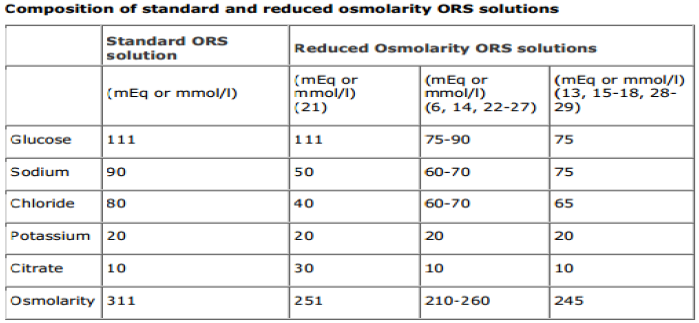 Composition of standard and reduced osmolarity ORS solutions
Standard ORS solution Reduced Osmolarity ORS solutions
(mEq or mmol/l) (mEq or mmol/l) (21) (mEq or mmol/l) (6, 14, 22-27) (mEq or mmol/l) (13, 15-18, 28-29)
Glucose 111 111 75-90 75
Sodium 90 50 60-70 75
Chloride 80 40 60-70 65
Potassium 20 20 20 20
Citrate 10 30 10 10
Osmolarity 311 251 210-260 245